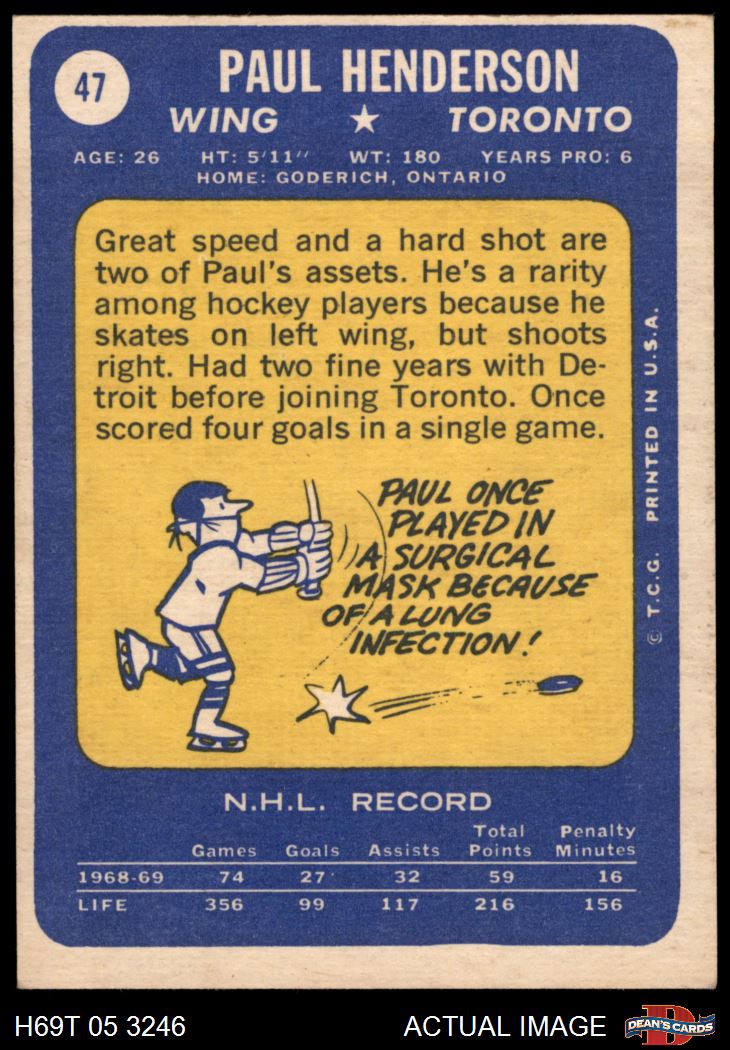 47
PAUL HENDERSON
WING ★ TORONTO
AGE: 26 HT: 5'11" WT: 180 YEARS PRO: 6
HOME: GODERICH, ONTARIO
Great speed and a hard shot are
two of Paul's assets. He's a rarity
among hockey players because he
skates on left wing, but shoots
right. Had two fine years with De-
troit before joining Toronto. Once
scored four goals in a single game.
PAUL ONCE
PLAYED IN
A SURGICAL
MASK BECAUSE
OF A LUNG
INFECTION!
© T.C.G. PRINTED IN U.S.A.
N.H.L. RECORD
Games Goals Assists Total Points Penalty Minutes
1968-69 74 27 32 59 16
LIFE 356 99 117 216 156
H69T 05 3246 ACTUAL IMAGE
D
DEAN'S CARDS